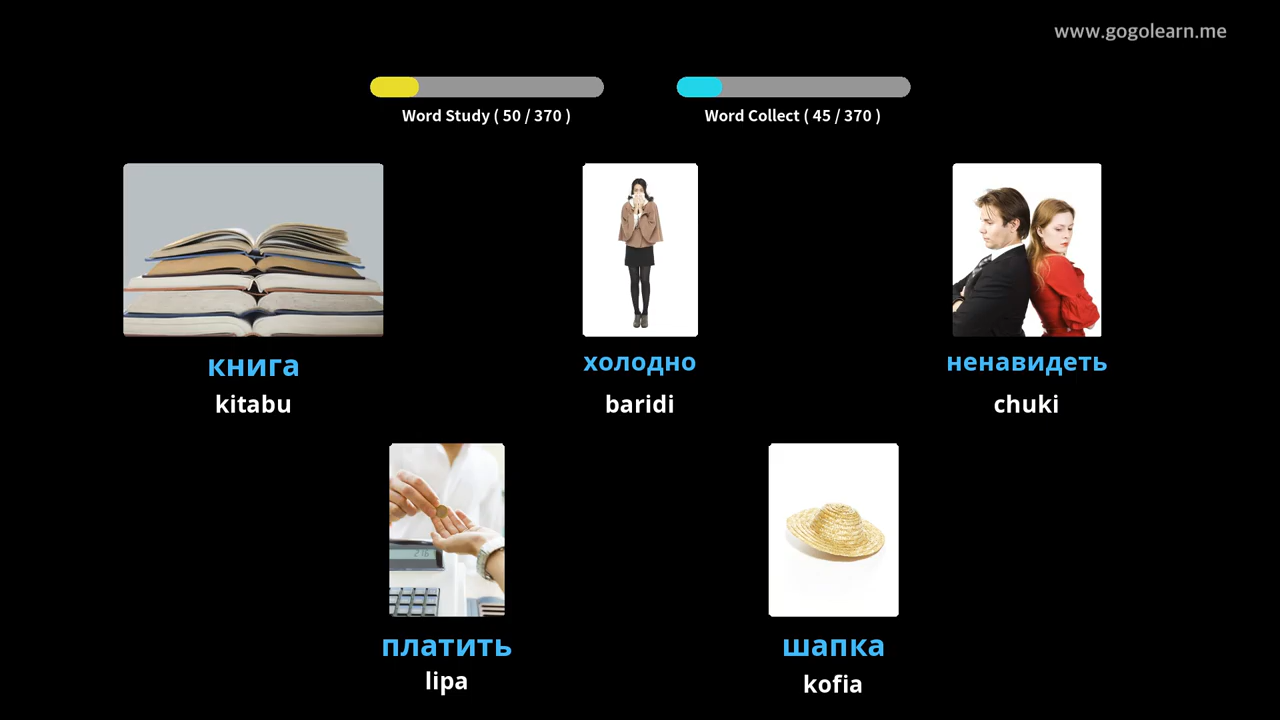 www.gogolearn.me
Word Study ( 50 / 370 )
Word Collect ( 45 / 370 )
книга
холодно
ненавидеть
kitabu
baridi
chuki
216
платить
шапка
lipa
kofia